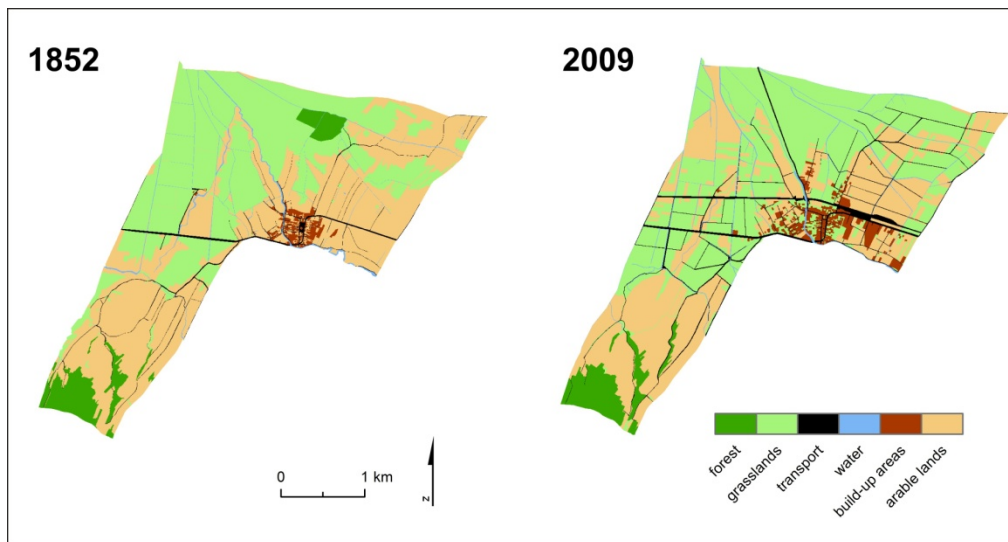 1852
2009
0 1 km
z
forest
grasslands
transport
water
build-up areas
arable lands